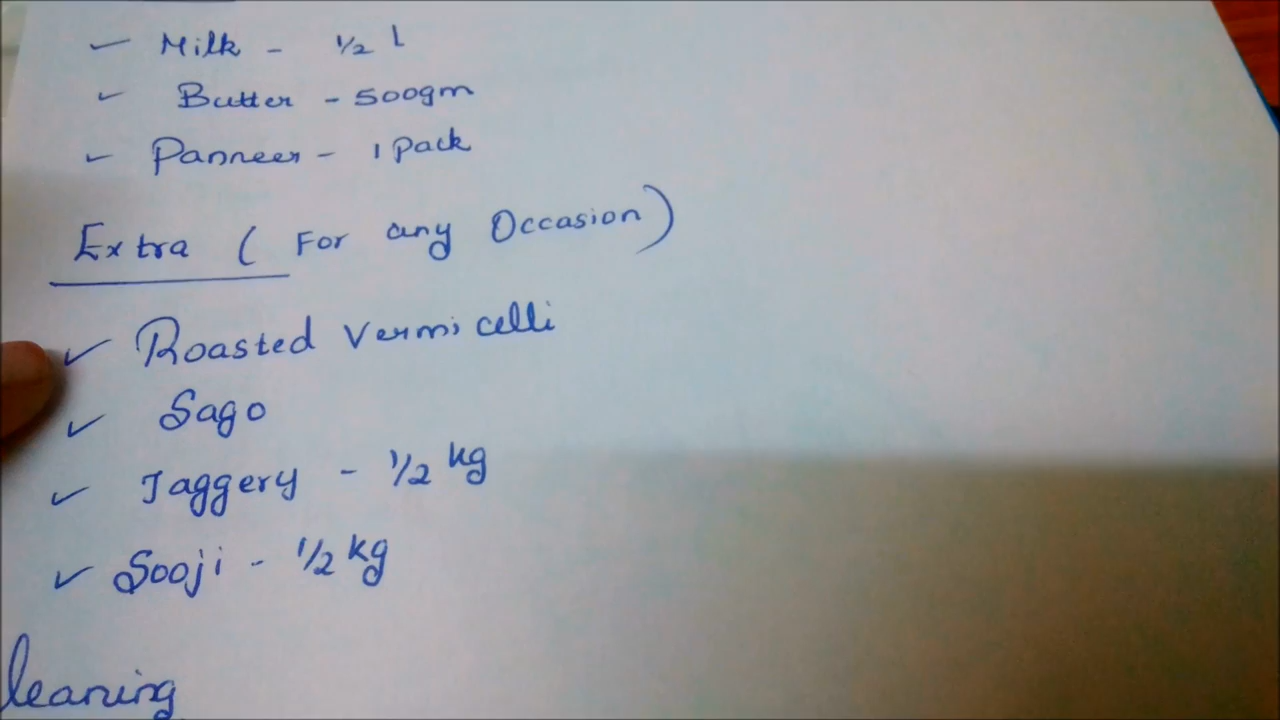 ✓ Milk - 1/2 l
✓ Butter - 500gm
✓ Panneer - 1 Pack
Extra ( For any Occasion )
✓ Roasted Vermicelli
✓ Sago
✓ Jaggery - 1/2 kg
✓ Sooji - 1/2 kg
leaning